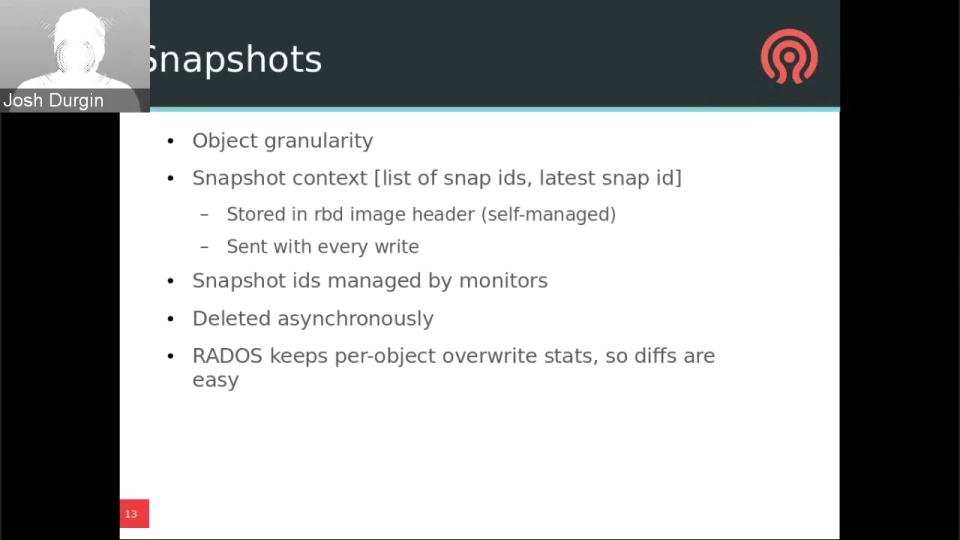 Snapshots
Josh Durgin
• Object granularity
• Snapshot context [list of snap ids, latest snap id]
– Stored in rbd image header (self-managed)
– Sent with every write
• Snapshot ids managed by monitors
• Deleted asynchronously
• RADOS keeps per-object overwrite stats, so diffs are
easy
13